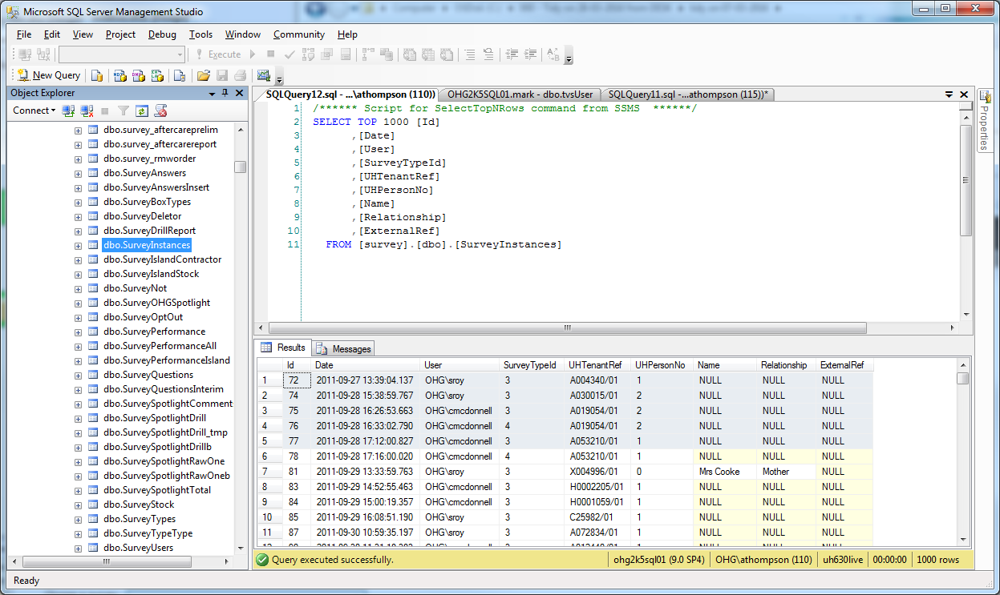 Microsoft SQL Server Management Studio
File Edit View Project Debug Tools Window Community Help
Execute
New Query
Object Explorer
Connect
dbo.survey_aftercareprelim
dbo.survey_aftercarereport
dbo.survey_rmworder
dbo.SurveyAnswers
dbo.SurveyAnswersInsert
dbo.SurveyBoxTypes
dbo.SurveyDeletor
dbo.SurveyDrillReport
dbo.SurveyInstances
dbo.SurveyIslandContractor
dbo.SurveyIslandStock
dbo.SurveyNot
dbo.SurveyOHGSpotlight
dbo.SurveyOptOut
dbo.SurveyPerformance
dbo.SurveyPerformanceAll
dbo.SurveyPerformanceIsland
dbo.SurveyQuestions
dbo.SurveyQuestionsInterim
dbo.SurveySpotlightComment
dbo.SurveySpotlightDrill
dbo.SurveySpotlightDrill_tmp
dbo.SurveySpotlightDrillb
dbo.SurveySpotlightRawOne
dbo.SurveySpotlightRawOneb
dbo.SurveySpotlightTotal
dbo.SurveyStock
dbo.SurveyTypes
dbo.SurveyTypeType
dbo.SurveyUsers
SQLQuery12.sql - ...\athompson (110)) OHG2K5SQL01.mark - dbo.tvsUser SQLQuery11.sql -...athompson (115))*
1 /****** Script for SelectTopNRows command from SSMS ******/
2 SELECT TOP 1000 [Id]
3 ,[Date]
4 ,[User]
5 ,[SurveyTypeId]
6 ,[UHTenantRef]
7 ,[UHPersonNo]
8 ,[Name]
9 ,[Relationship]
10 ,[ExternalRef]
11 FROM [survey].[dbo].[SurveyInstances]
Properties
Results Messages
Id Date User SurveyTypeId UHTenantRef UHPersonNo Name Relationship ExternalRef
1 72 2011-09-27 13:39:04.137 OHG\sroy 3 A004340/01 1 NULL NULL NULL
2 74 2011-09-28 15:38:59.767 OHG\sroy 3 A030015/01 2 NULL NULL NULL
3 75 2011-09-28 16:26:53.663 OHG\cmcdonnell 3 A019054/01 2 NULL NULL NULL
4 76 2011-09-28 16:33:02.790 OHG\cmcdonnell 4 A019054/01 2 NULL NULL NULL
5 77 2011-09-28 17:12:00.827 OHG\cmcdonnell 3 A053210/01 1 NULL NULL NULL
6 78 2011-09-28 17:16:00.020 OHG\cmcdonnell 4 A053210/01 1 NULL NULL NULL
7 81 2011-09-29 13:33:59.763 OHG\sroy 3 X004996/01 0 Mrs Cooke Mother NULL
8 83 2011-09-29 14:52:55.463 OHG\cmcdonnell 3 H0002205/01 1 NULL NULL NULL
9 84 2011-09-29 15:00:19.357 OHG\cmcdonnell 3 H0001059/01 1 NULL NULL NULL
10 85 2011-09-29 16:08:51.190 OHG\sroy 3 C25982/01 1 NULL NULL NULL
11 87 2011-09-30 10:59:35.197 OHG\sroy 3 A072834/01 1 NULL NULL NULL
Query executed successfully. ohg2k5sql01 (9.0 SP4) OHG\athompson (110) uh630live 00:00:00 1000 rows
Ready